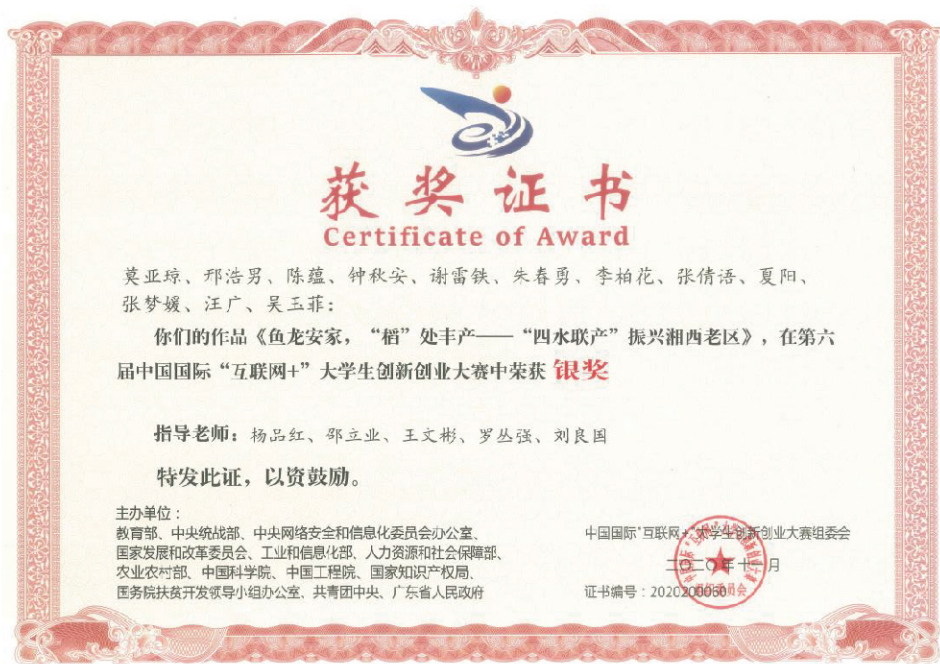 获奖证书
Certificate of Award
莫亚琼、邢浩男、陈蕴、钟秋安、谢雷铁、朱春勇、李柏花、张倩语、夏阳、
张梦媛、汪广、吴玉菲：
你们的作品《鱼龙安家，“稻”处丰产——“四水联产”振兴湘西老区》，在第六
届中国国际“互联网+”大学生创新创业大赛中荣获 银奖
指导老师：杨品红、邵立业、王文彬、罗丛强、刘良国
特发此证，以资鼓励。
主办单位：
教育部、中央统战部、中央网络安全和信息化委员会办公室、
国家发展和改革委员会、工业和信息化部、人力资源和社会保障部、
农业农村部、中国科学院、中国工程院、国家知识产权局、
国务院扶贫开发领导小组办公室、共青团中央、广东省人民政府
中国国际“互联网+”大学生创新创业大赛组委会
二〇二〇年十一月
证书编号：2020200060